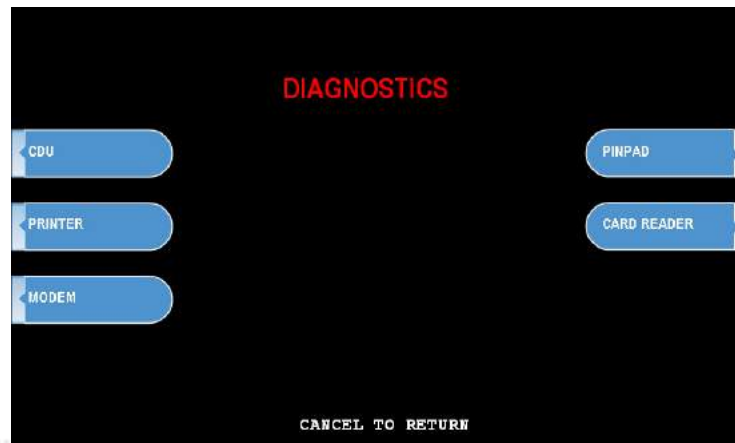 DIAGNOSTICS
CDU
PINPAD
PRINTER
CARD READER
MODEM
CANCEL TO RETURN